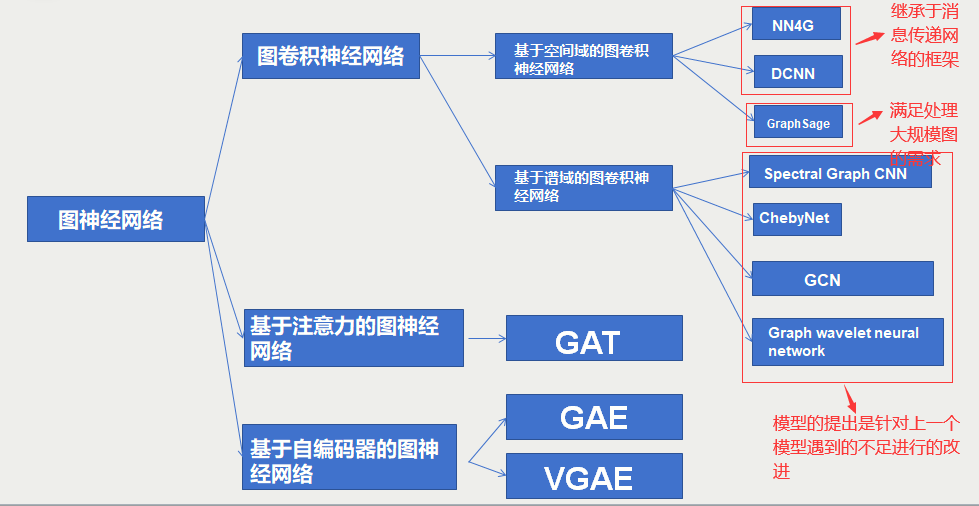 图神经网络
图卷积神经网络
基于空间域的图卷积
神经网络
NN4G
DCNN
继承于消
息传递网
络的框架
GraphSage
满足处理
大规模图
的需求
基于谱域的图卷积神
经网络
Spectral Graph CNN
ChebyNet
GCN
Graph wavelet neural
network
模型的提出是针对上一个
模型遇到的不足进行的改
进
基于注意力的图神经
网络
GAT
基于自编码器的图神
经网络
GAE
VGAE